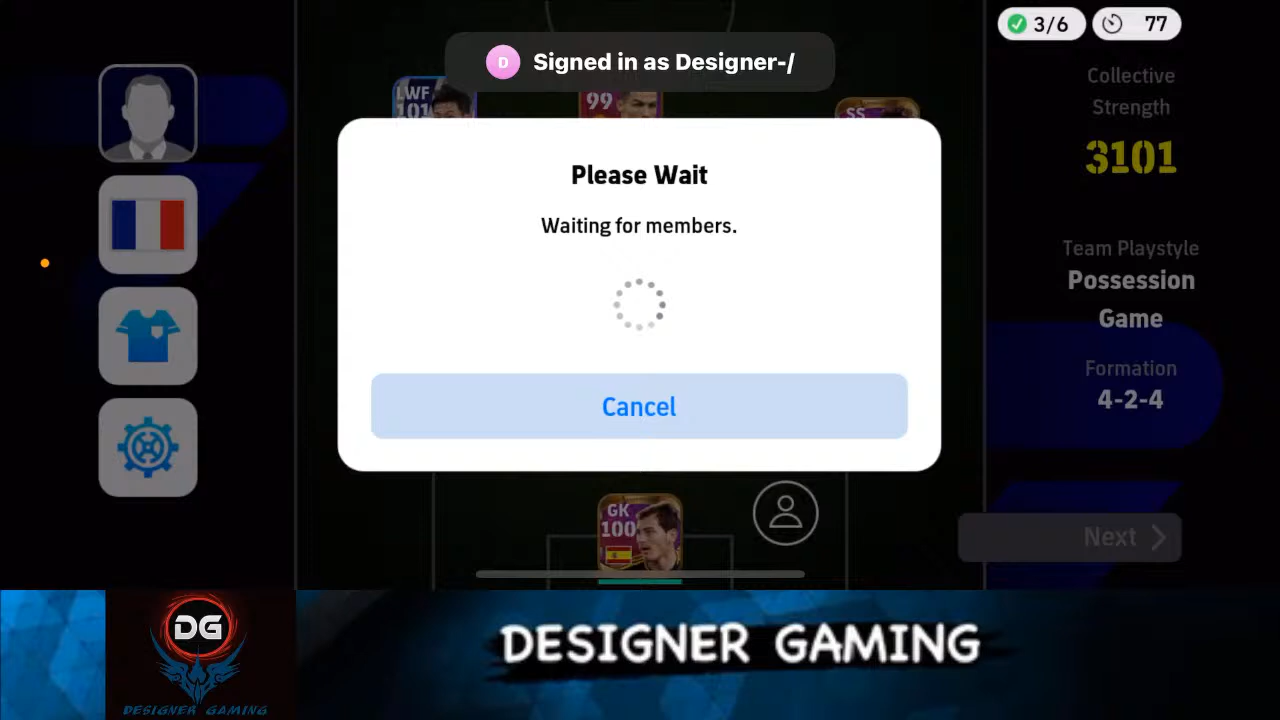 Signed in as Designer-/
D
3/6
77
LWF
101
99
SS
Collective
Strength
3101
Please Wait
Waiting for members.
Cancel
Team Playstyle
Possession
Game
Formation
4-2-4
GK
100
Next
DG
DESIGNER GAMING
DESIGNER GAMING